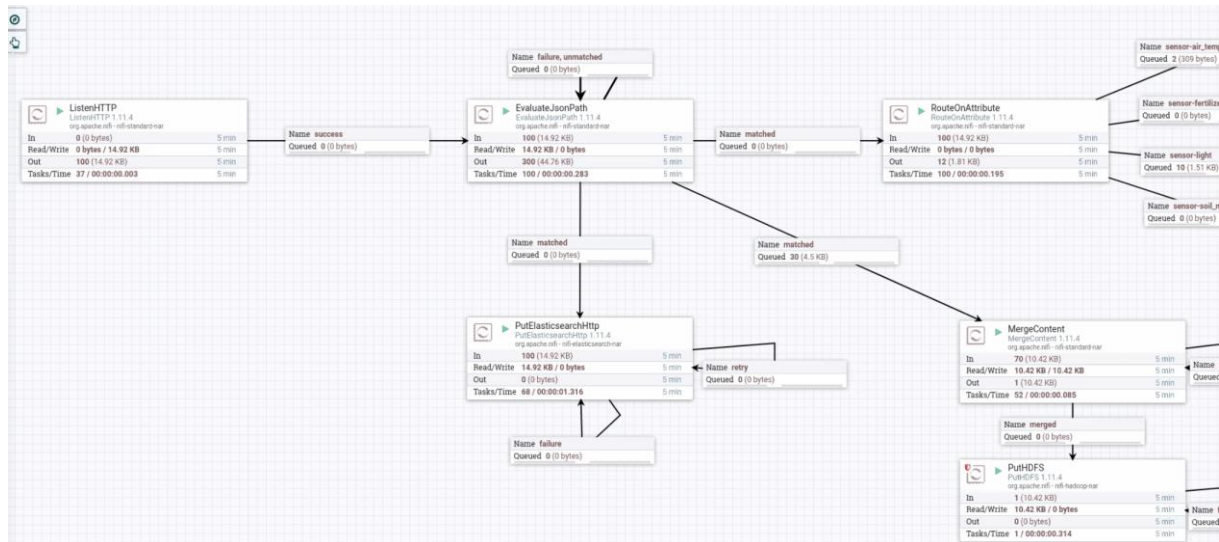 Name failure, unmatched
Queued 0 (0 bytes)
Name
Queued 2 (309 bytes)
ListenHTTP
ListenHTTP 1.11.4
org.apache.nifi - nifi-standard-nar
In 0 (0 bytes) 5 min
Read/Write 0 bytes / 14.92 KB 5 min
Out 100 (14.92 KB) 5 min
Tasks/Time 37 / 00:00:00.003 5 min
Name success
Queued 0 (0 bytes)
EvaluateJsonPath
EvaluateJsonPath 1.11.4
org.apache.nifi - nifi-standard-nar
In 100 (14.92 KB) 5 min
Read/Write 14.92 KB / 0 bytes 5 min
Out 300 (44.76 KB) 5 min
Tasks/Time 100 / 00:00:00.283 5 min
Name matched
Queued 0 (0 bytes)
RouteOnAttribute
RouteOnAttribute 1.11.4
org.apache.nifi - nifi-standard-nar
In 100 (14.92 KB) 5 min
Read/Write 0 bytes / 0 bytes 5 min
Out 12 (1.81 KB) 5 min
Tasks/Time 100 / 00:00:00.195 5 min
Name
Queued 0 (0 bytes)
Name sensor-light
Queued 10 (1.51 KB)
Name
Queued 0 (0 bytes)
Name matched
Queued 0 (0 bytes)
Name matched
Queued 30 (4.5 KB)
PutElasticsearchHttp
PutElasticsearchHttp 1.11.4
org.apache.nifi - nifi-elasticsearch-nar
In 100 (14.92 KB) 5 min
Read/Write 14.92 KB / 0 bytes 5 min
Out 0 (0 bytes) 5 min
Tasks/Time 68 / 00:00:01.316 5 min
Name retry
Queued 0 (0 bytes)
Name failure
Queued 0 (0 bytes)
MergeContent
MergeContent 1.11.4
org.apache.nifi - nifi-standard-nar
In 70 (10.42 KB) 5 min
Read/Write 10.42 KB / 10.42 KB 5 min
Out 1 (10.42 KB) 5 min
Tasks/Time 52 / 00:00:00.085 5 min
Name
Queued
Name merged
Queued 0 (0 bytes)
PutHDFS
PutHDFS 1.11.4
org.apache.nifi - nifi-hadoop-nar
In 1 (10.42 KB) 5 min
Read/Write 10.42 KB / 0 bytes 5 min
Out 0 (0 bytes) 5 min
Tasks/Time 1 / 00:00:00.314 5 min
Name
Queued